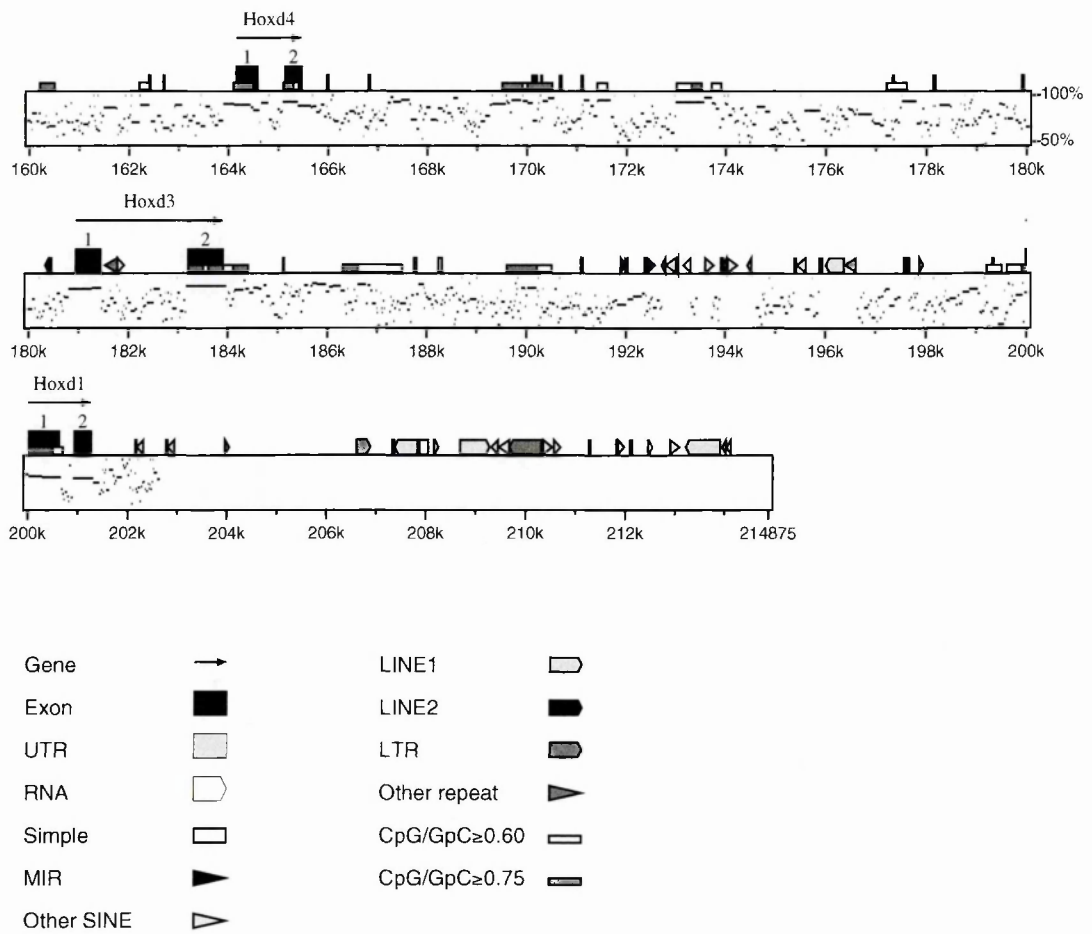 Hoxd4
1 2
-100%
-50%
160k 162k 164k 166k 168k 170k 172k 174k 176k 178k 180k
Hoxd3
1 2
180k 182k 184k 186k 188k 190k 192k 194k 196k 198k 200k
Hoxd1
1 2
200k 202k 204k 206k 208k 210k 212k 214875
Gene LINE1
Exon LINE2
UTR LTR
RNA Other repeat
Simple CpG/GpC≥0.60
MIR CpG/GpC≥0.75
Other SINE